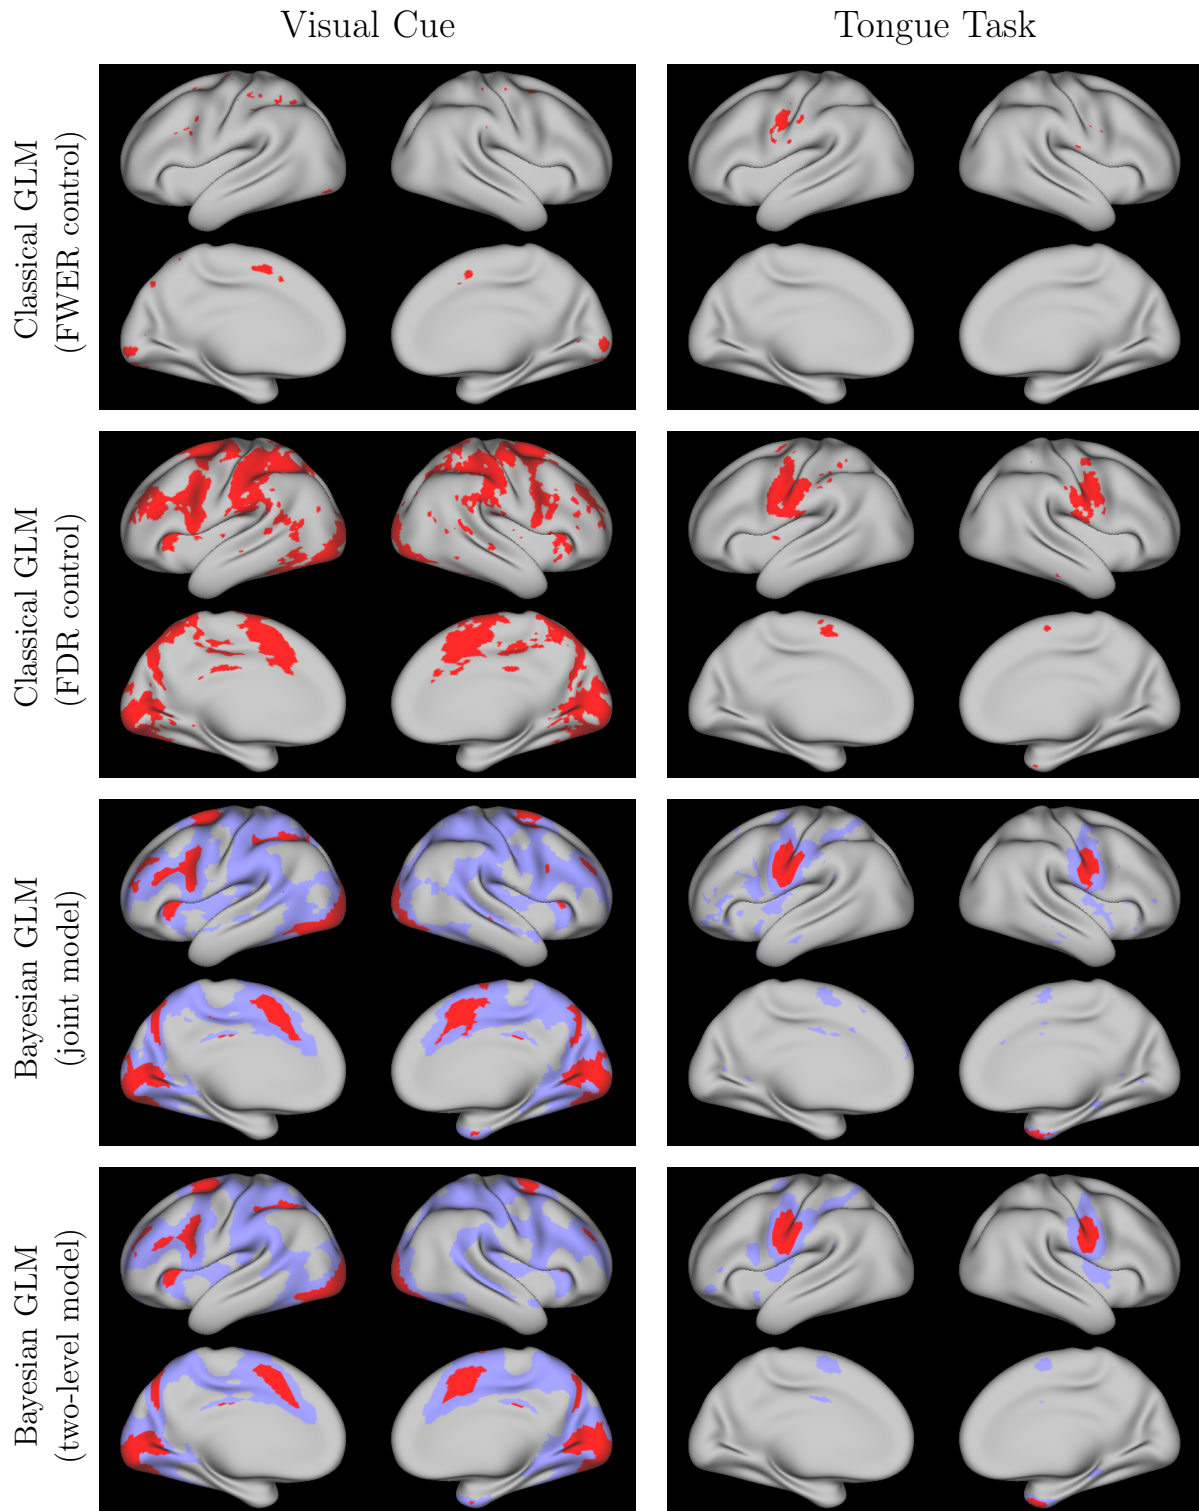 Visual Cue
Tongue Task
Classical GLM
(FWER control)
Classical GLM
(FDR control)
Bayesian GLM
(joint model)
Bayesian GLM
(two-level model)